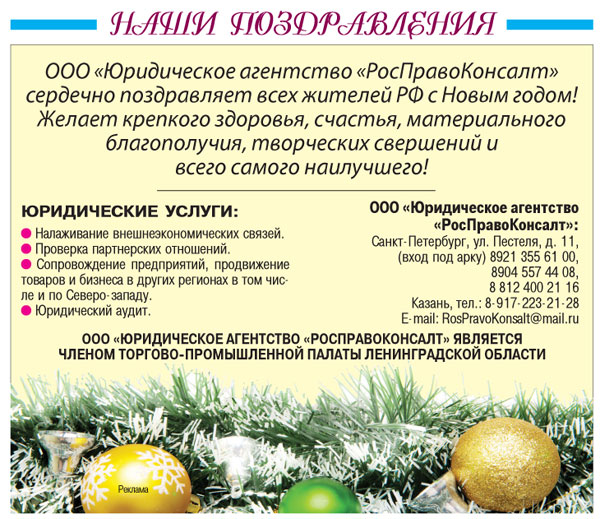 НАШИ ПОЗДРАВЛЕНИЯ
ООО «Юридическое агентство «РосПравоКонсалт»
сердечно поздравляет всех жителей РФ с Новым годом!
Желает крепкого здоровья, счастья, материального
благополучия, творческих свершений и
всего самого наилучшего!
ЮРИДИЧЕСКИЕ УСЛУГИ:
Налаживание внешнеэкономических связей.
Проверка партнерских отношений.
Сопровождение предприятий, продвижение
товаров и бизнеса в других регионах в том чис-
ле и по Северо-западу.
Юридический аудит.
ООО «Юридическое агентство
«РосПравоКонсалт»:
Санкт-Петербург, ул. Пестеля, д. 11,
(вход под арку) 8921 355 61 00,
8904 557 44 08,
8 812 400 21 16
Казань, тел.: 8-917-223-21-28
E-mail: RosPravoKonsalt@mail.ru
ООО «ЮРИДИЧЕСКОЕ АГЕНТСТВО «РОСПРАВОКОНСАЛТ» ЯВЛЯЕТСЯ
ЧЛЕНОМ ТОРГОВО-ПРОМЫШЛЕННОЙ ПАЛАТЫ ЛЕНИНГРАДСКОЙ ОБЛАСТИ
Реклама